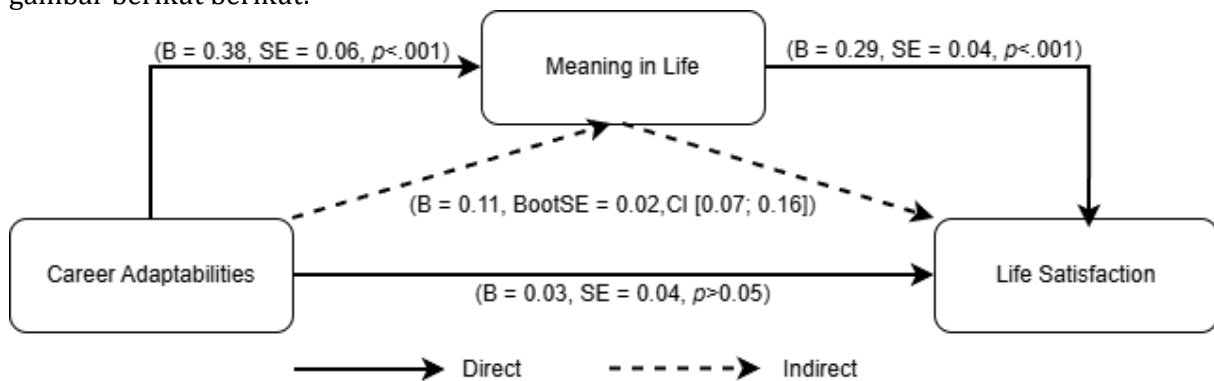 gambar berikat berikut:
(B = 0.38, SE = 0.06, p<.001)
Meaning in Life
(B = 0.29, SE = 0.04, p<.001)
(B = 0.11, BootSE = 0.02,CI [0.07; 0.16])
Career Adaptabilities
Life Satisfaction
(B = 0.03, SE = 0.04, p>0.05)
Direct
Indirect